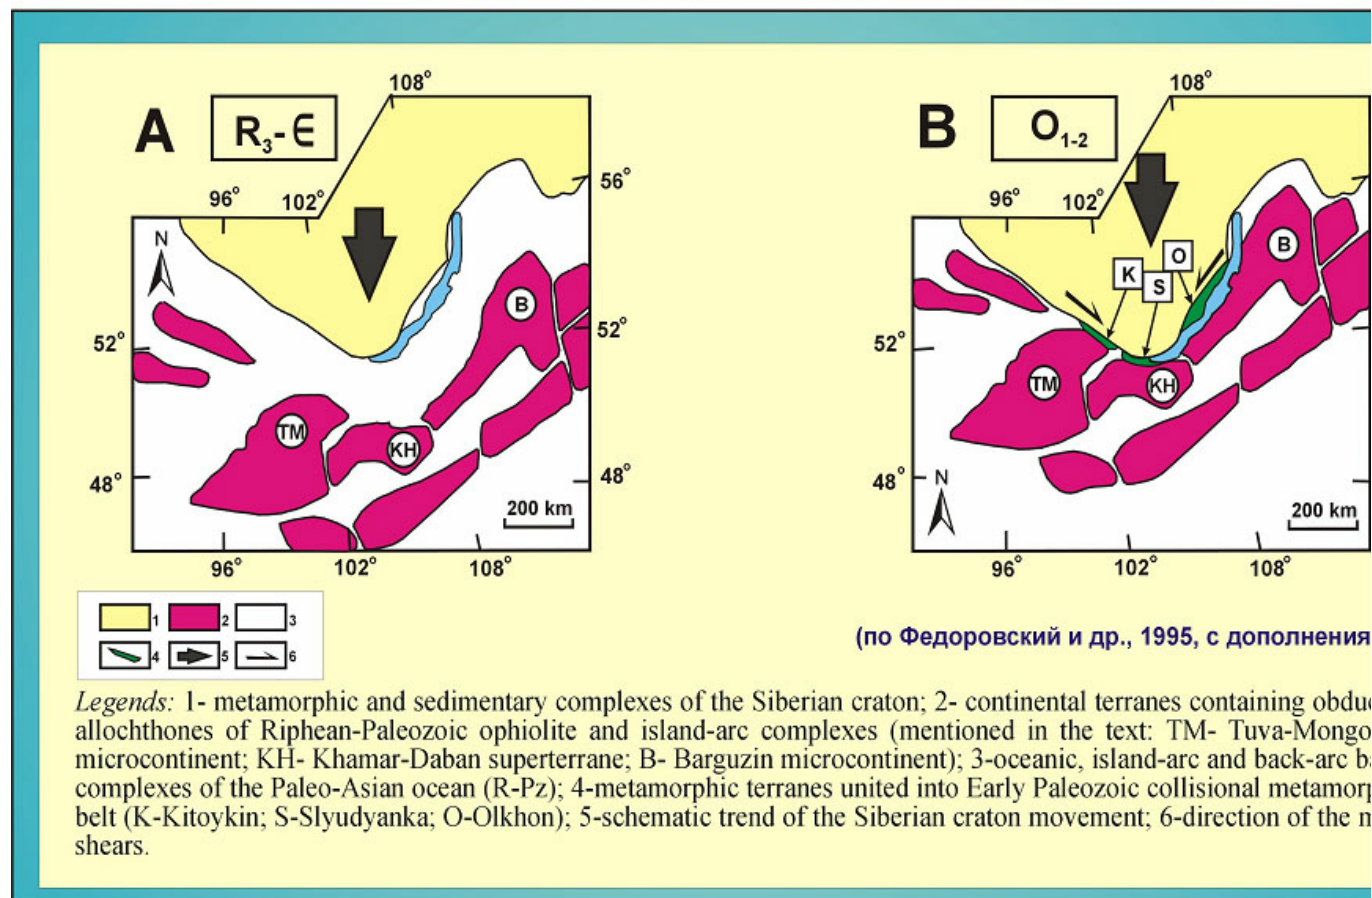 108°
108°
A
R₃-Є
B
O₁₋₂
96°
102°
56°
96°
102°
N
B
K
S
O
B
52°
52°
52°
TM
KH
TM
KH
48°
48°
48°
N
200 km
200 km
96°
102°
108°
96°
102°
108°
1
2
3
4
5
6
(по Федоровский и др., 1995, с дополнения
Legends: 1- metamorphic and sedimentary complexes of the Siberian craton; 2- continental terranes containing obduc
allochthones of Riphean-Paleozoic ophiolite and island-arc complexes (mentioned in the text: TM- Tuva-Mongo
microcontinent; KH- Khamar-Daban superterrane; B- Barguzin microcontinent); 3-oceanic, island-arc and back-arc ba
complexes of the Paleo-Asian ocean (R-Pz); 4-metamorphic terranes united into Early Paleozoic collisional metamorp
belt (K-Kitoykin; S-Slyudyanka; O-Olkhon); 5-schematic trend of the Siberian craton movement; 6-direction of the m
shears.